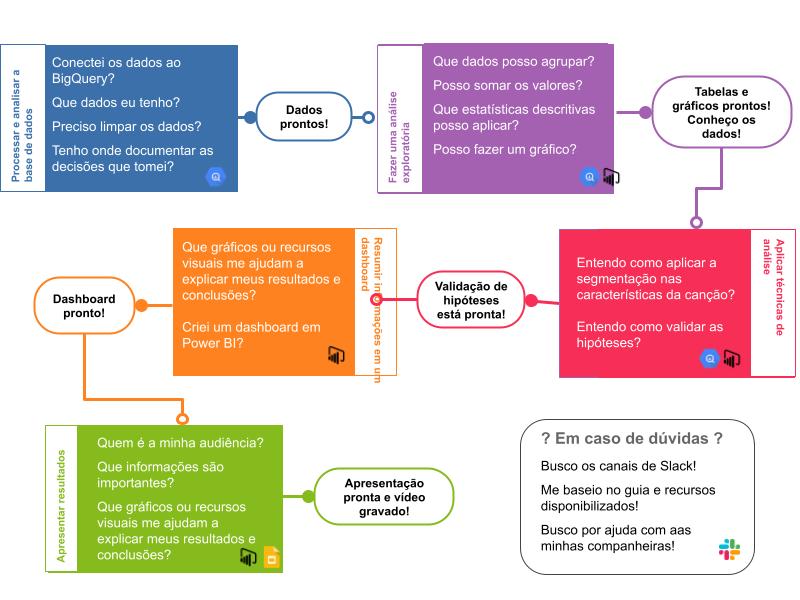 Processar e analisar a
base de dados
Conectei os dados ao
BigQuery?
Que dados eu tenho?
Preciso limpar os dados?
Tenho onde documentar as
decisões que tomei?
Dados
prontos!
Fazer uma análise
exploratória
Que dados posso agrupar?
Posso somar os valores?
Que estatísticas descritivas
posso aplicar?
Posso fazer um gráfico?
Tabelas e
gráficos prontos!
Conheço os
dados!
Aplicar técnicas de
análise
Entendo como aplicar a
segmentação nas
características da canção?
Entendo como validar as
hipóteses?
Validação de
hipóteses
está pronta!
Resumir informações em um
dashboard
Que gráficos ou recursos
visuais me ajudam a
explicar meus resultados e
conclusões?
Criei um dashboard em
Power BI?
Dashboard
pronto!
Apresentar resultados
Quem é a minha audiência?
Que informações são
importantes?
Que gráficos ou recursos
visuais me ajudam a
explicar meus resultados e
conclusões?
Apresentação
pronta e vídeo
gravado!
? Em caso de dúvidas ?
Busco os canais de Slack!
Me baseio no guia e recursos
disponibilizados!
Busco por ajuda com aas
minhas companheiras!